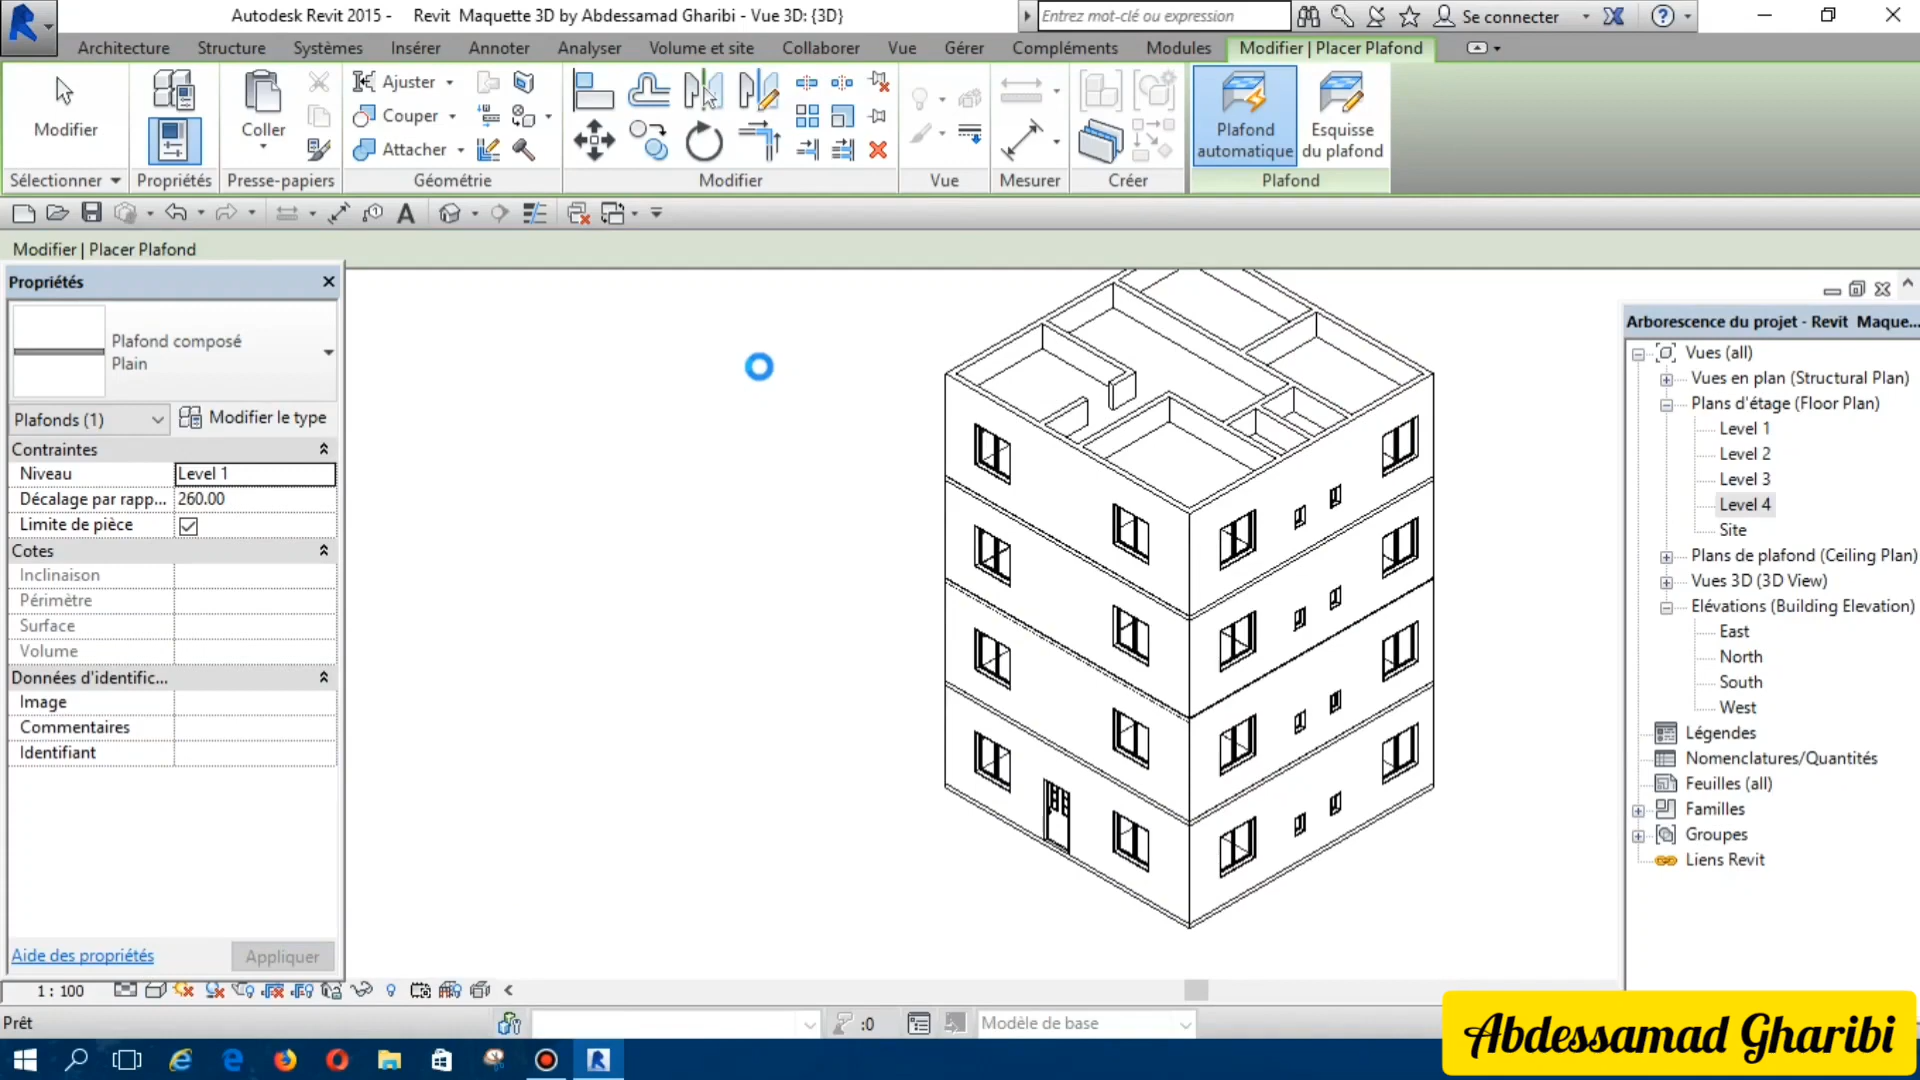 Autodesk Revit 2015 - Revit Maquette 3D by Abdessamad Gharibi - Vue 3D: {3D}
Entrez mot-clé ou expression
Se connecter
Architecture Structure Systèmes Insérer Annoter Analyser Volume et site Collaborer Vue Gérer Compléments Modules Modifier | Placer Plafond
Modifier
Coller
Ajuster
Couper
Attacher
Plafond automatique
Esquisse du plafond
Sélectionner Propriétés Presse-papiers Géométrie Modifier Vue Mesurer Créer Plafond
A
Modifier | Placer Plafond
Propriétés
Plafond composé
Plain
Plafonds (1) Modifier le type
Contraintes
Niveau Level 1
Décalage par rapp... 260.00
Limite de pièce
Cotes
Inclinaison
Périmètre
Surface
Volume
Données d'identific...
Image
Commentaires
Identifiant
Aide des propriétés Appliquer
Arborescence du projet - Revit Maque...
Vues (all)
Vues en plan (Structural Plan)
Plans d'étage (Floor Plan)
Level 1
Level 2
Level 3
Level 4
Site
Plans de plafond (Ceiling Plan)
Vues 3D (3D View)
Elévations (Building Elevation)
East
North
South
West
Légendes
Nomenclatures/Quantités
Feuilles (all)
Familles
Groupes
Liens Revit
1 : 100
Prêt
:0
Modèle de base
Abdessamad Gharibi